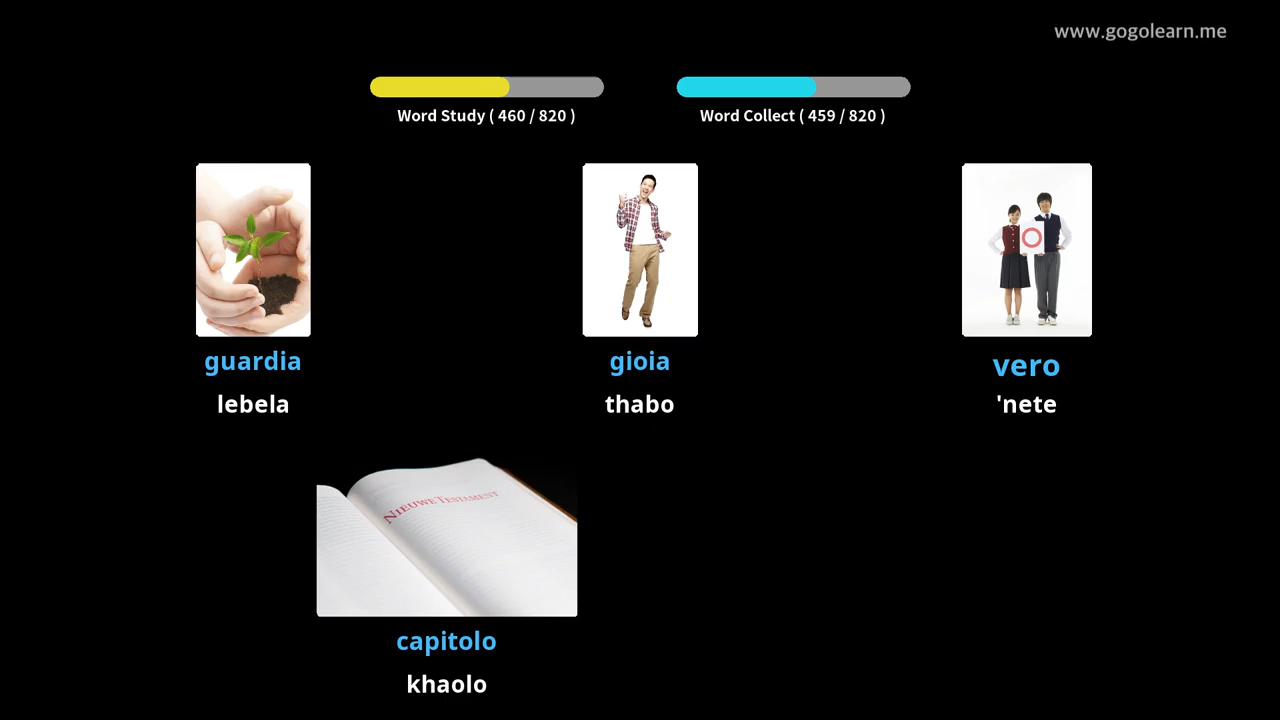 www.gogolearn.me
Word Study ( 460 / 820 )
Word Collect ( 459 / 820 )
guardia
lebela
gioia
thabo
vero
'nete
NIEUWE TESTAMENT
capitolo
khaolo